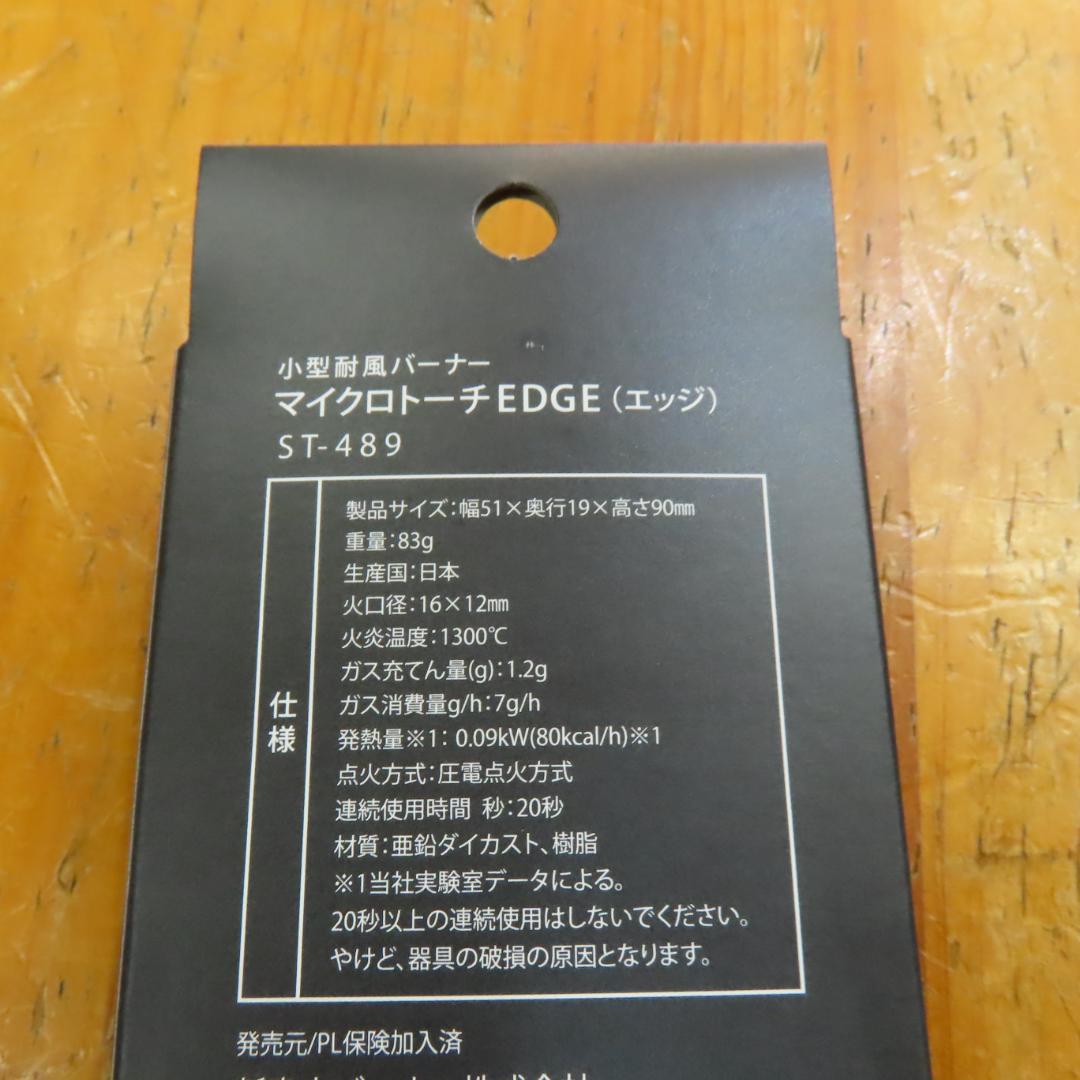 小型耐風バーナー
マイクロトーチEDGE（エッジ）
ST-489
仕様
製品サイズ：幅51×奥行19×高さ90㎜
重量：83g
生産国：日本
火口径：16×12㎜
火炎温度：1300℃
ガス充てん量(g)：1.2g
ガス消費量g/h：7g/h
発熱量※1： 0.09kW(80kcal/h)※1
点火方式：圧電点火方式
連続使用時間 秒：20秒
材質：亜鉛ダイカスト、樹脂
※1当社実験室データによる。
20秒以上の連続使用はしないでください。
やけど、器具の破損の原因となります。
発売元/PL保険加入済